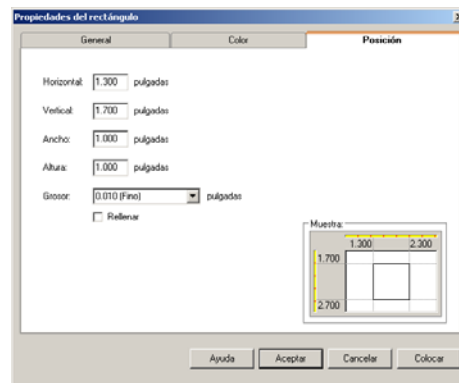 Propiedades del rectángulo
General Color Posición
Horizontal: 1.300 pulgadas
Vertical: 1.700 pulgadas
Ancho: 1.000 pulgadas
Altura: 1.000 pulgadas
Grosor: 0.010 (Fino) pulgadas
Rellenar
Muestra:
1.300 2.300
1.700
2.700
Ayuda Aceptar Cancelar Colocar